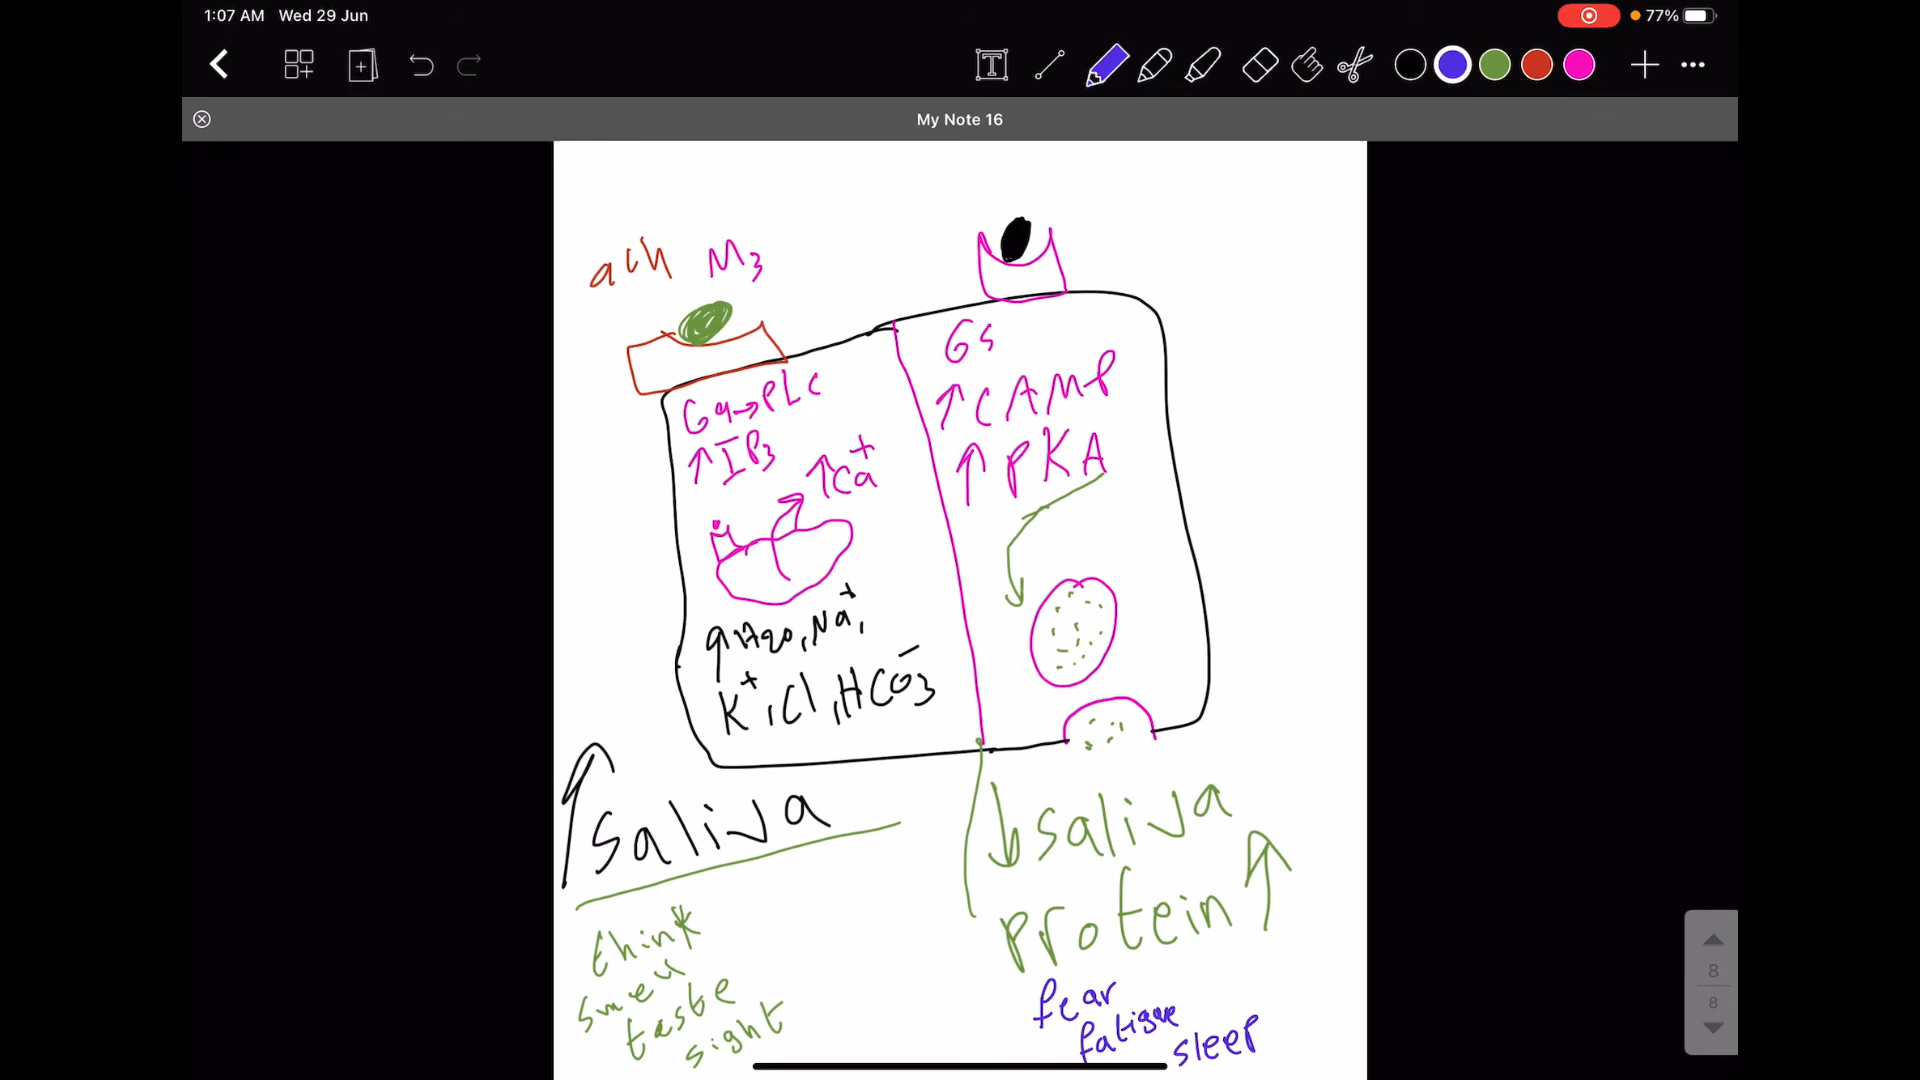 1:07 AM Wed 29 Jun
77%
My Note 16
ach M3
Gq→PLC
↑IP3
↑Ca+
↑H2O, Na+,
K+, Cl, HCO3-
Gs
↑CAMP
↑PKA
↑Saliva
think
smell
taste
sight
↓saliva
protein↑
fear
fatigue
sleep
8
8